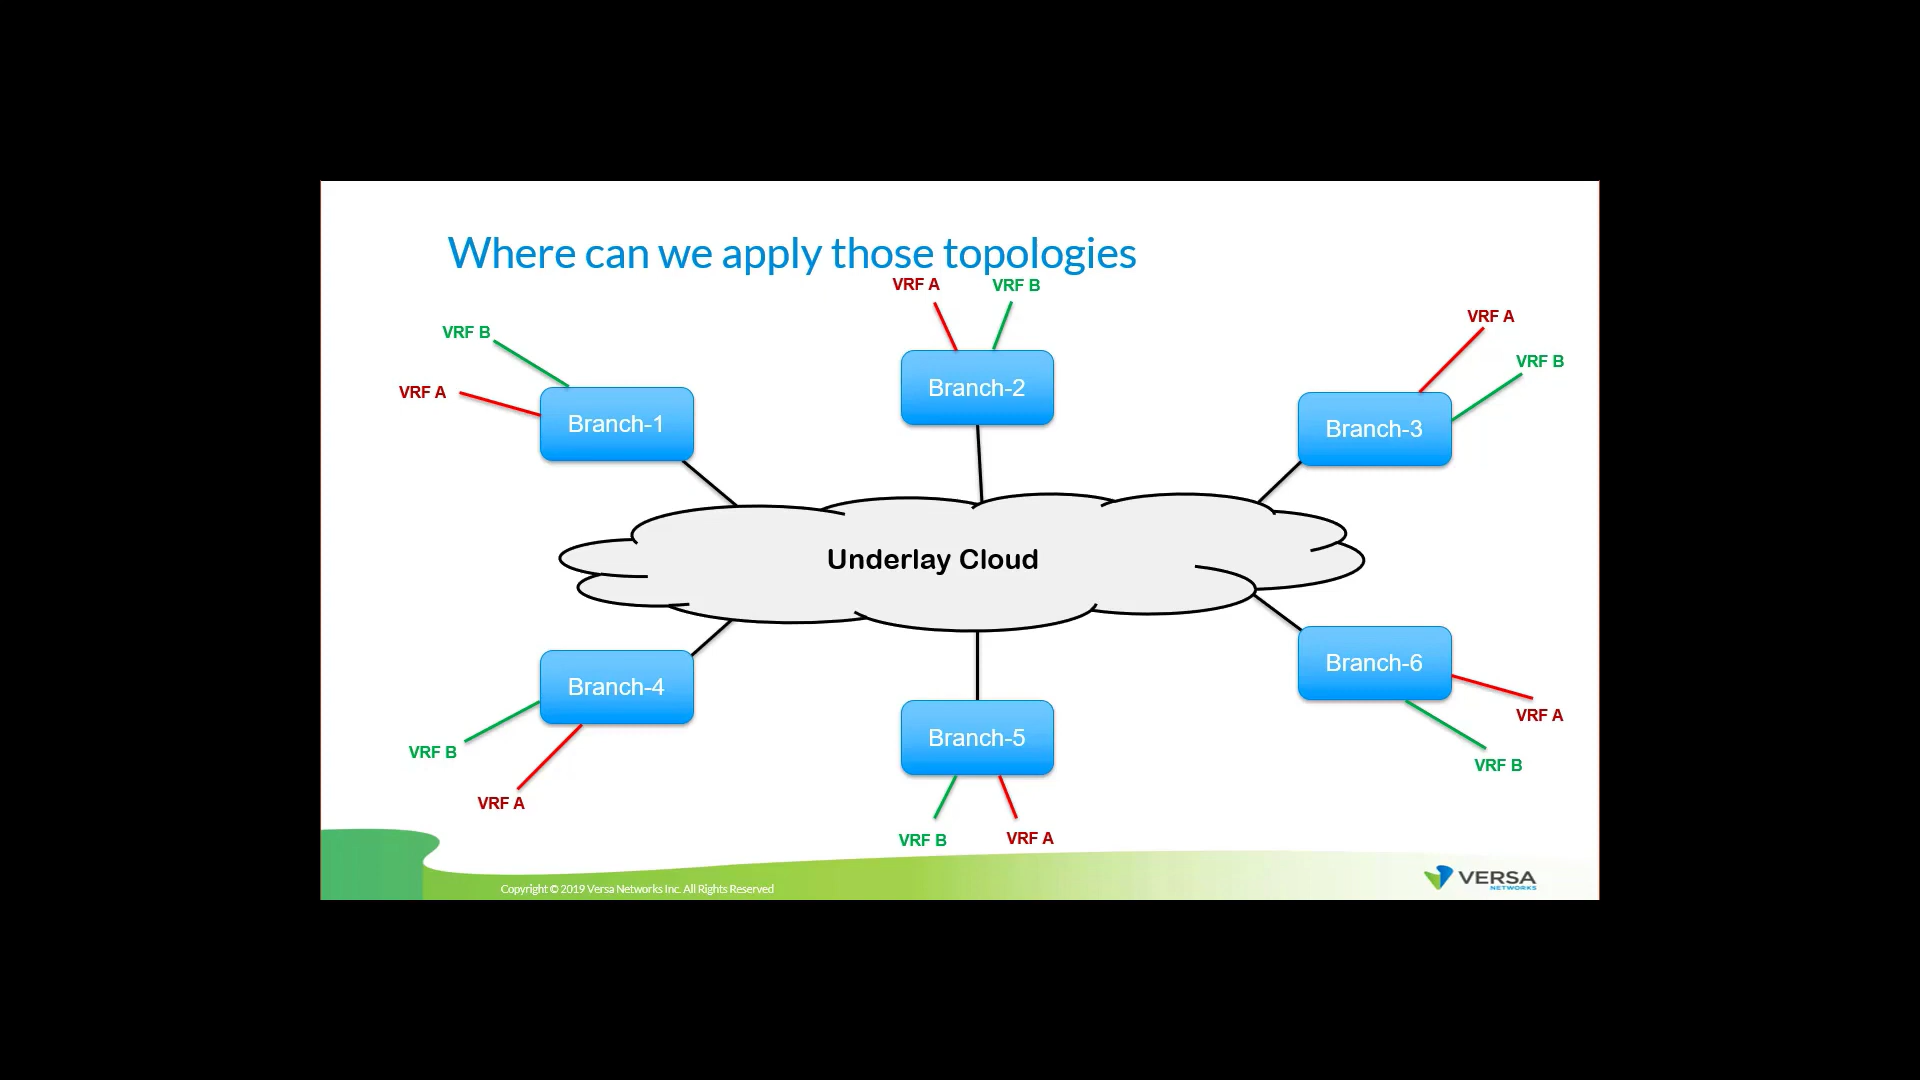 Where can we apply those topologies
VRF A
VRF B
VRF A
VRF B
VRF B
VRF A
Branch-1
Branch-2
Branch-3
Underlay Cloud
Branch-4
Branch-5
Branch-6
VRF B
VRF A
VRF B
VRF A
VRF A
VRF B
Copyright © 2019 Versa Networks Inc. All Rights Reserved
VERSA
NETWORKS